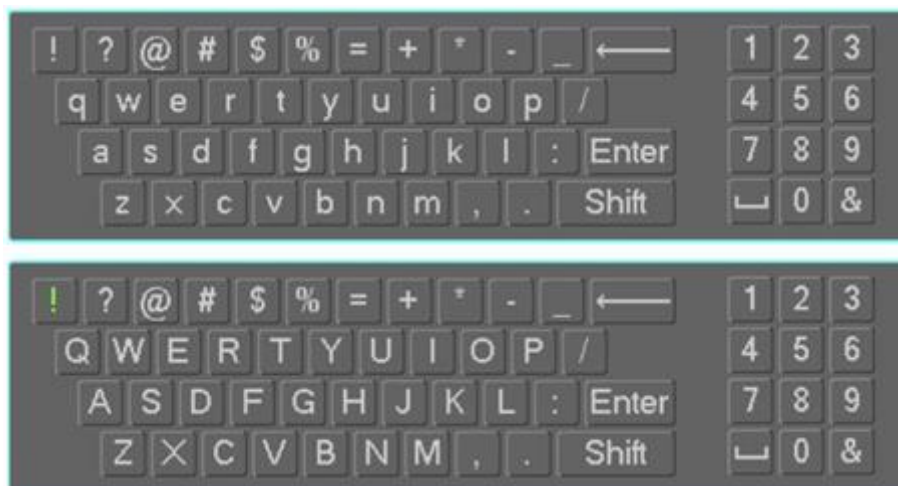 ! ? @ # $ % = + * - _ ← 1 2 3
q w e r t y u i o p / 4 5 6
a s d f g h j k l : Enter 7 8 9
z x c v b n m , . Shift ⎵ 0 &
! ? @ # $ % = + * - _ ← 1 2 3
Q W E R T Y U I O P / 4 5 6
A S D F G H J K L : Enter 7 8 9
Z X C V B N M , . Shift ⎵ 0 &